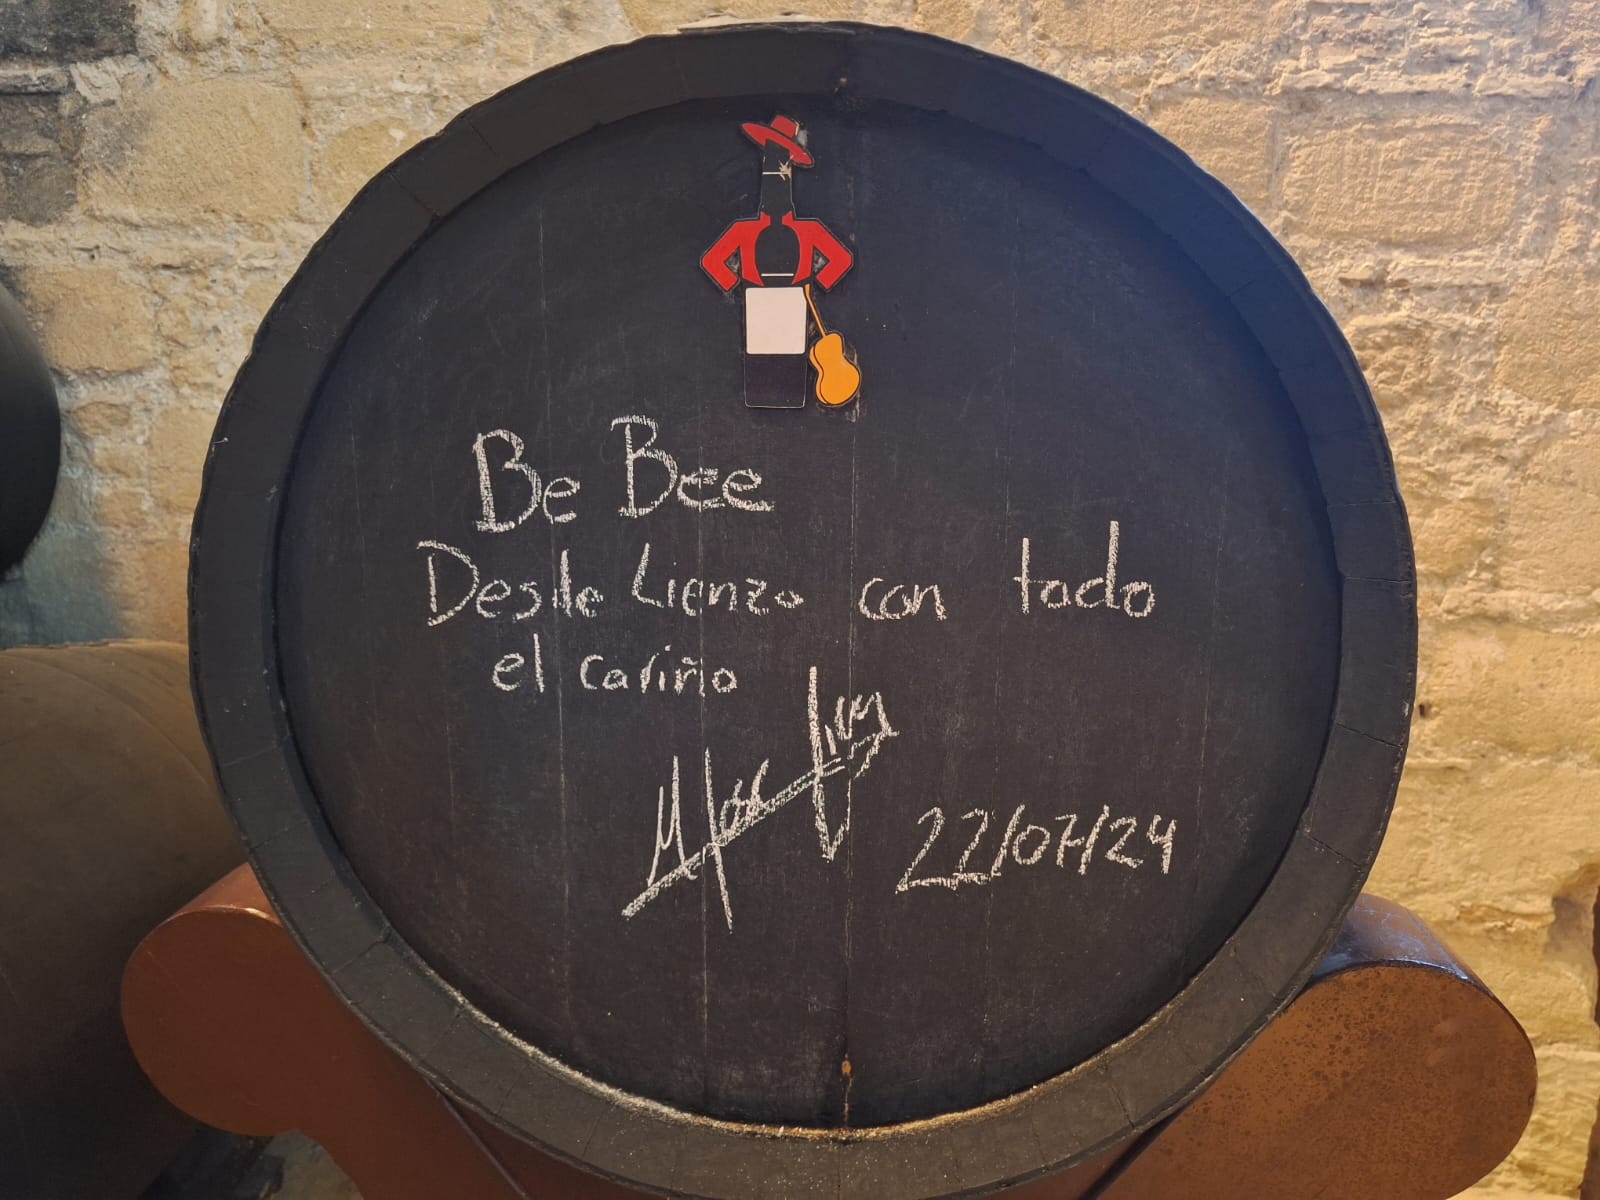 Be Bee
Desde Lienzo con todo
el cariño
22/07/24